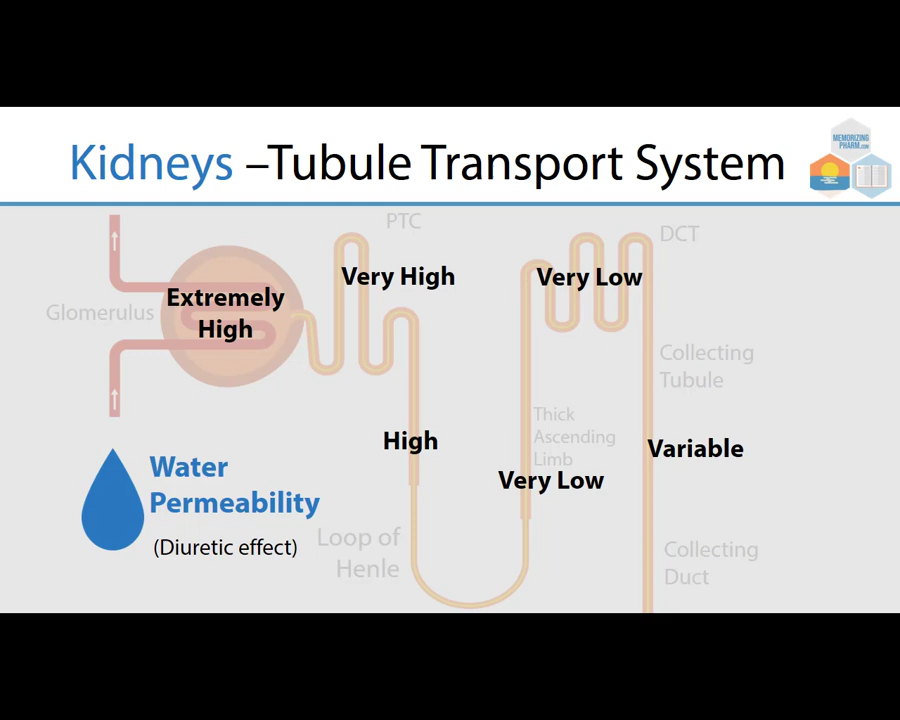 Kidneys –Tubule Transport System
MEMORIZING
PHARM.COM
PTC
DCT
Very High
Very Low
Extremely
High
Glomerulus
Collecting
Tubule
Thick
Ascending
Limb
High
Variable
Very Low
Water
Permeability
(Diuretic effect)
Loop of
Henle
Collecting
Duct